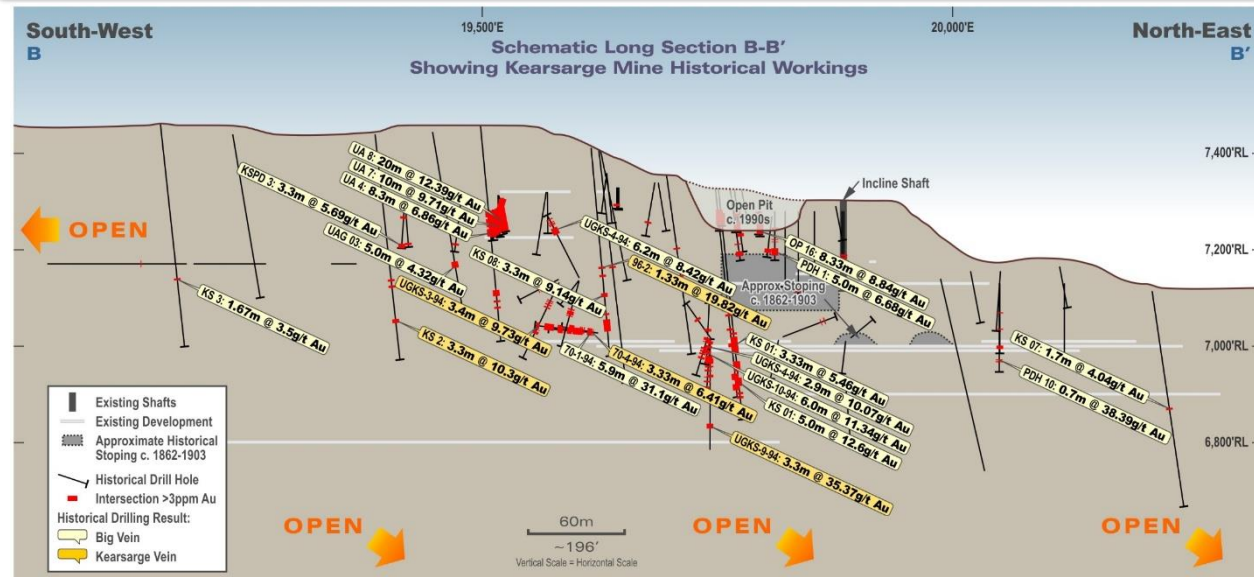 South-West
B
19,500'E
20,000'E
North-East
B'
Schematic Long Section B-B'
Showing Kearsarge Mine Historical Workings
7,400'RL
7,200'RL
7,000'RL
6,800'RL
Incline Shaft
Open Pit
c. 1990s
Approx Stoping
c. 1862-1903
OPEN
UA 8: 20m @ 12.39g/t Au
UA 7: 10m @ 9.71g/t Au
UA 4: 8.3m @ 6.86g/t Au
KSPD 3: 3.3m @ 5.69g/t Au
UAG 03: 5.0m @ 4.32g/t Au
KS 08: 3.3m @ 9.14g/t Au
UGKS-4-94: 6.2m @ 8.42g/t Au
96-2: 1.33m @ 19.82g/t Au
OP 16: 8.33m @ 8.84g/t Au
PDH 1: 5.0m @ 6.68g/t Au
KS 3: 1.67m @ 3.5g/t Au
UGKS-3-94: 3.4m @ 9.73g/t Au
KS 2: 3.3m @ 10.3g/t Au
70-1-94: 5.9m @ 31.1g/t Au
70-4-94: 3.33m @ 6.41g/t Au
KS 01: 3.33m @ 5.46g/t Au
UGKS-4-94: 2.9m @ 10.07g/t Au
UGKS-10-94: 6.0m @ 11.34g/t Au
KS 01: 5.0m @ 12.6g/t Au
UGKS-9-94: 3.3m @ 35.37g/t Au
KS 07: 1.7m @ 4.04g/t Au
PDH 10: 0.7m @ 38.39g/t Au
Existing Shafts
Existing Development
Approximate Historical
Stoping c. 1862-1903
Historical Drill Hole
Intersection >3ppm Au
Historical Drilling Result:
Big Vein
Kearsarge Vein
OPEN
60m
~196'
Vertical Scale = Horizontal Scale
OPEN
OPEN